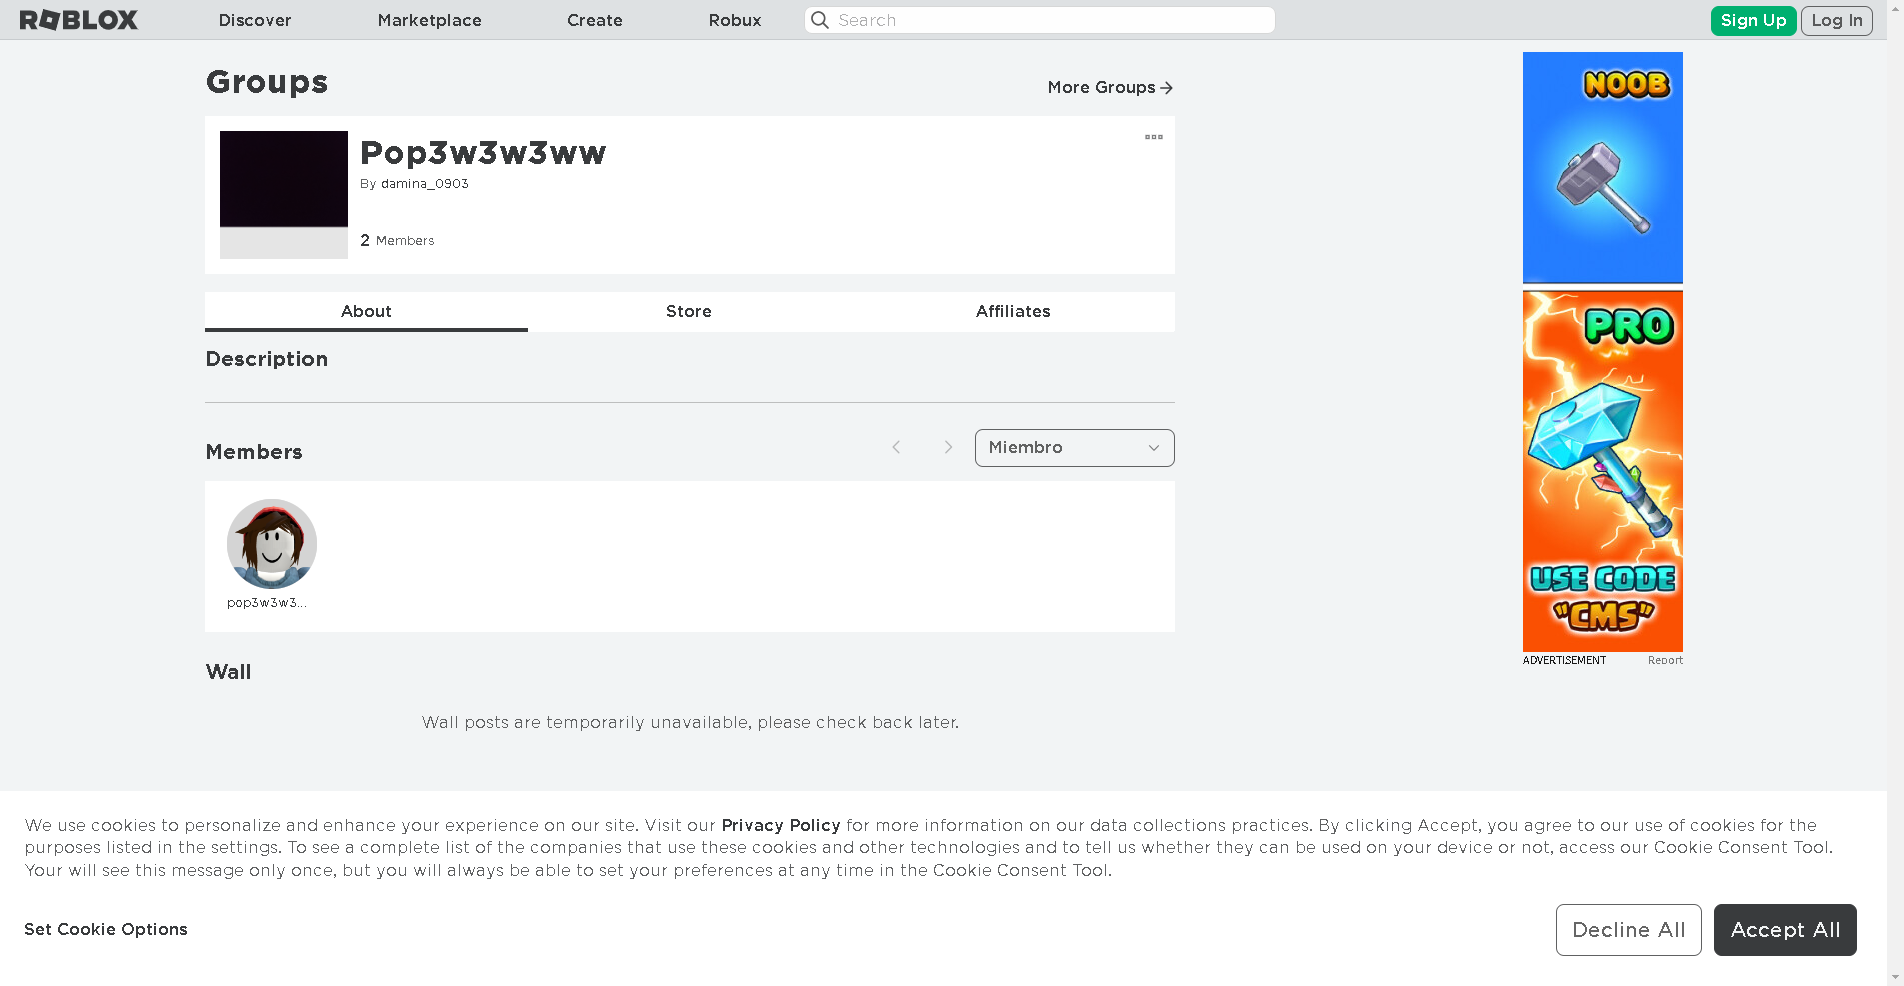 ROBLOX
Discover
Marketplace
Create
Robux
Search
Sign Up
Log In
Groups
More Groups
Pop3w3w3ww
By damina_0903
2 Members
About
Store
Affiliates
Description
Members
Miembro
pop3w3w3...
Wall
Wall posts are temporarily unavailable, please check back later.
NOOB
PRO
USE CODE
"CMS"
ADVERTISEMENT
Report
We use cookies to personalize and enhance your experience on our site. Visit our Privacy Policy for more information on our data collections practices. By clicking Accept, you agree to our use of cookies for the
purposes listed in the settings. To see a complete list of the companies that use these cookies and other technologies and to tell us whether they can be used on your device or not, access our Cookie Consent Tool.
Your will see this message only once, but you will always be able to set your preferences at any time in the Cookie Consent Tool.
Set Cookie Options
Decline All
Accept All